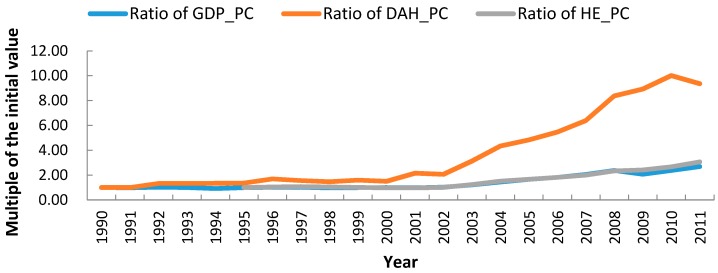 Ratio of GDP_PC Ratio of DAH_PC Ratio of HE_PC
Multiple of the initial value
12.00
10.00
8.00
6.00
4.00
2.00
0.00
1990 1991 1992 1993 1994 1995 1996 1997 1998 1999 2000 2001 2002 2003 2004 2005 2006 2007 2008 2009 2010 2011
Year